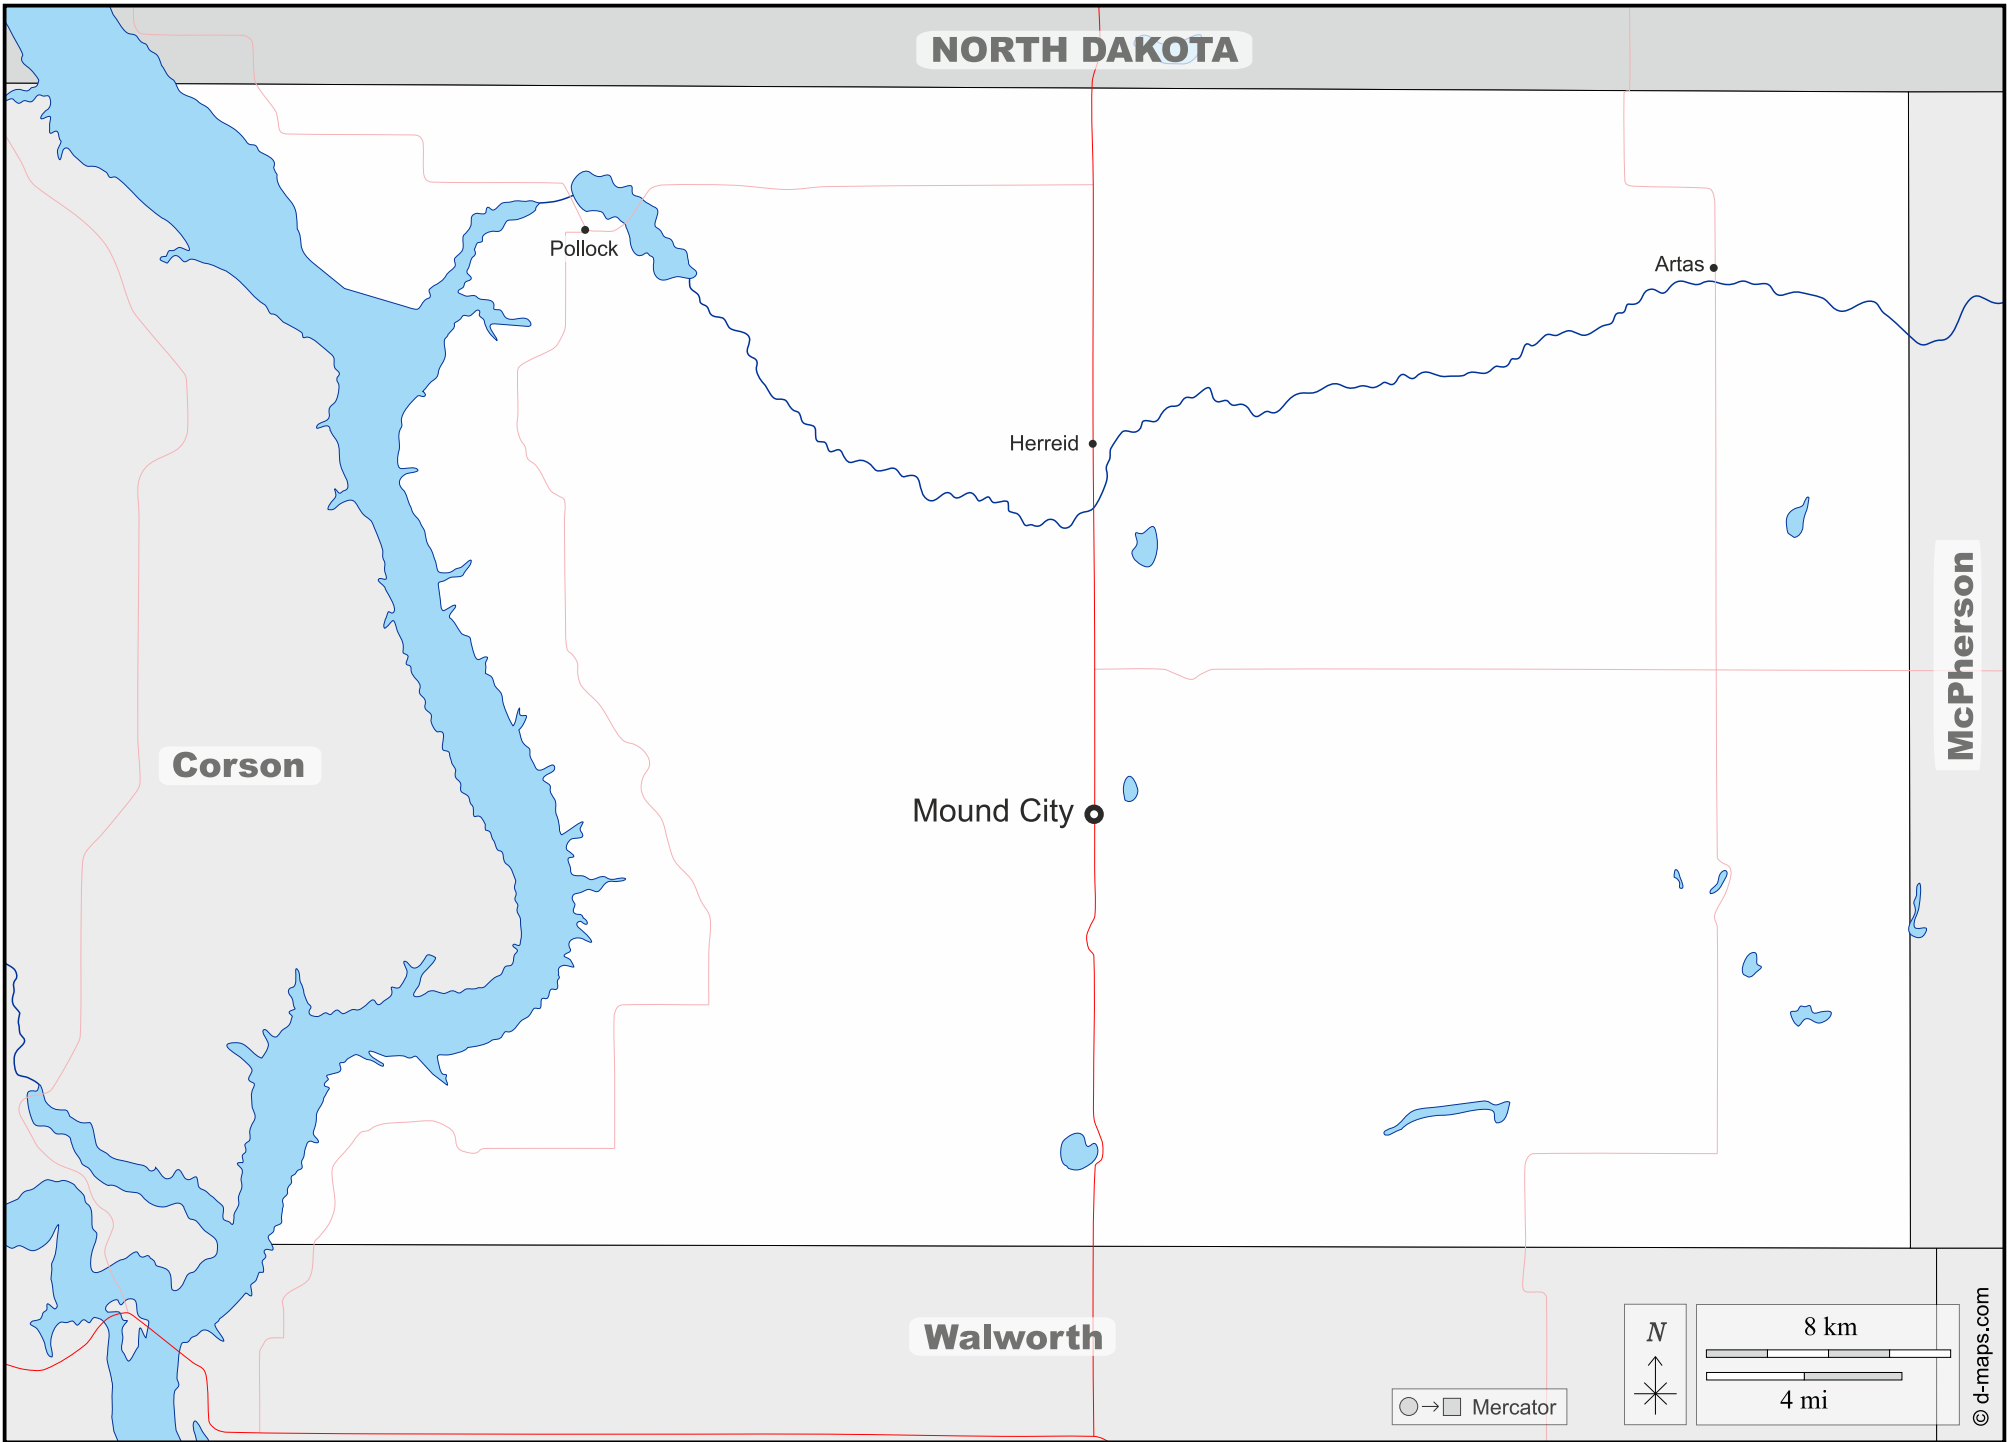 NORTH DAKOTA
Pollock
Artas
Herreid
McPherson
Corson
Mound City
Walworth
N
8 km
4 mi
Mercator
© d-maps.com